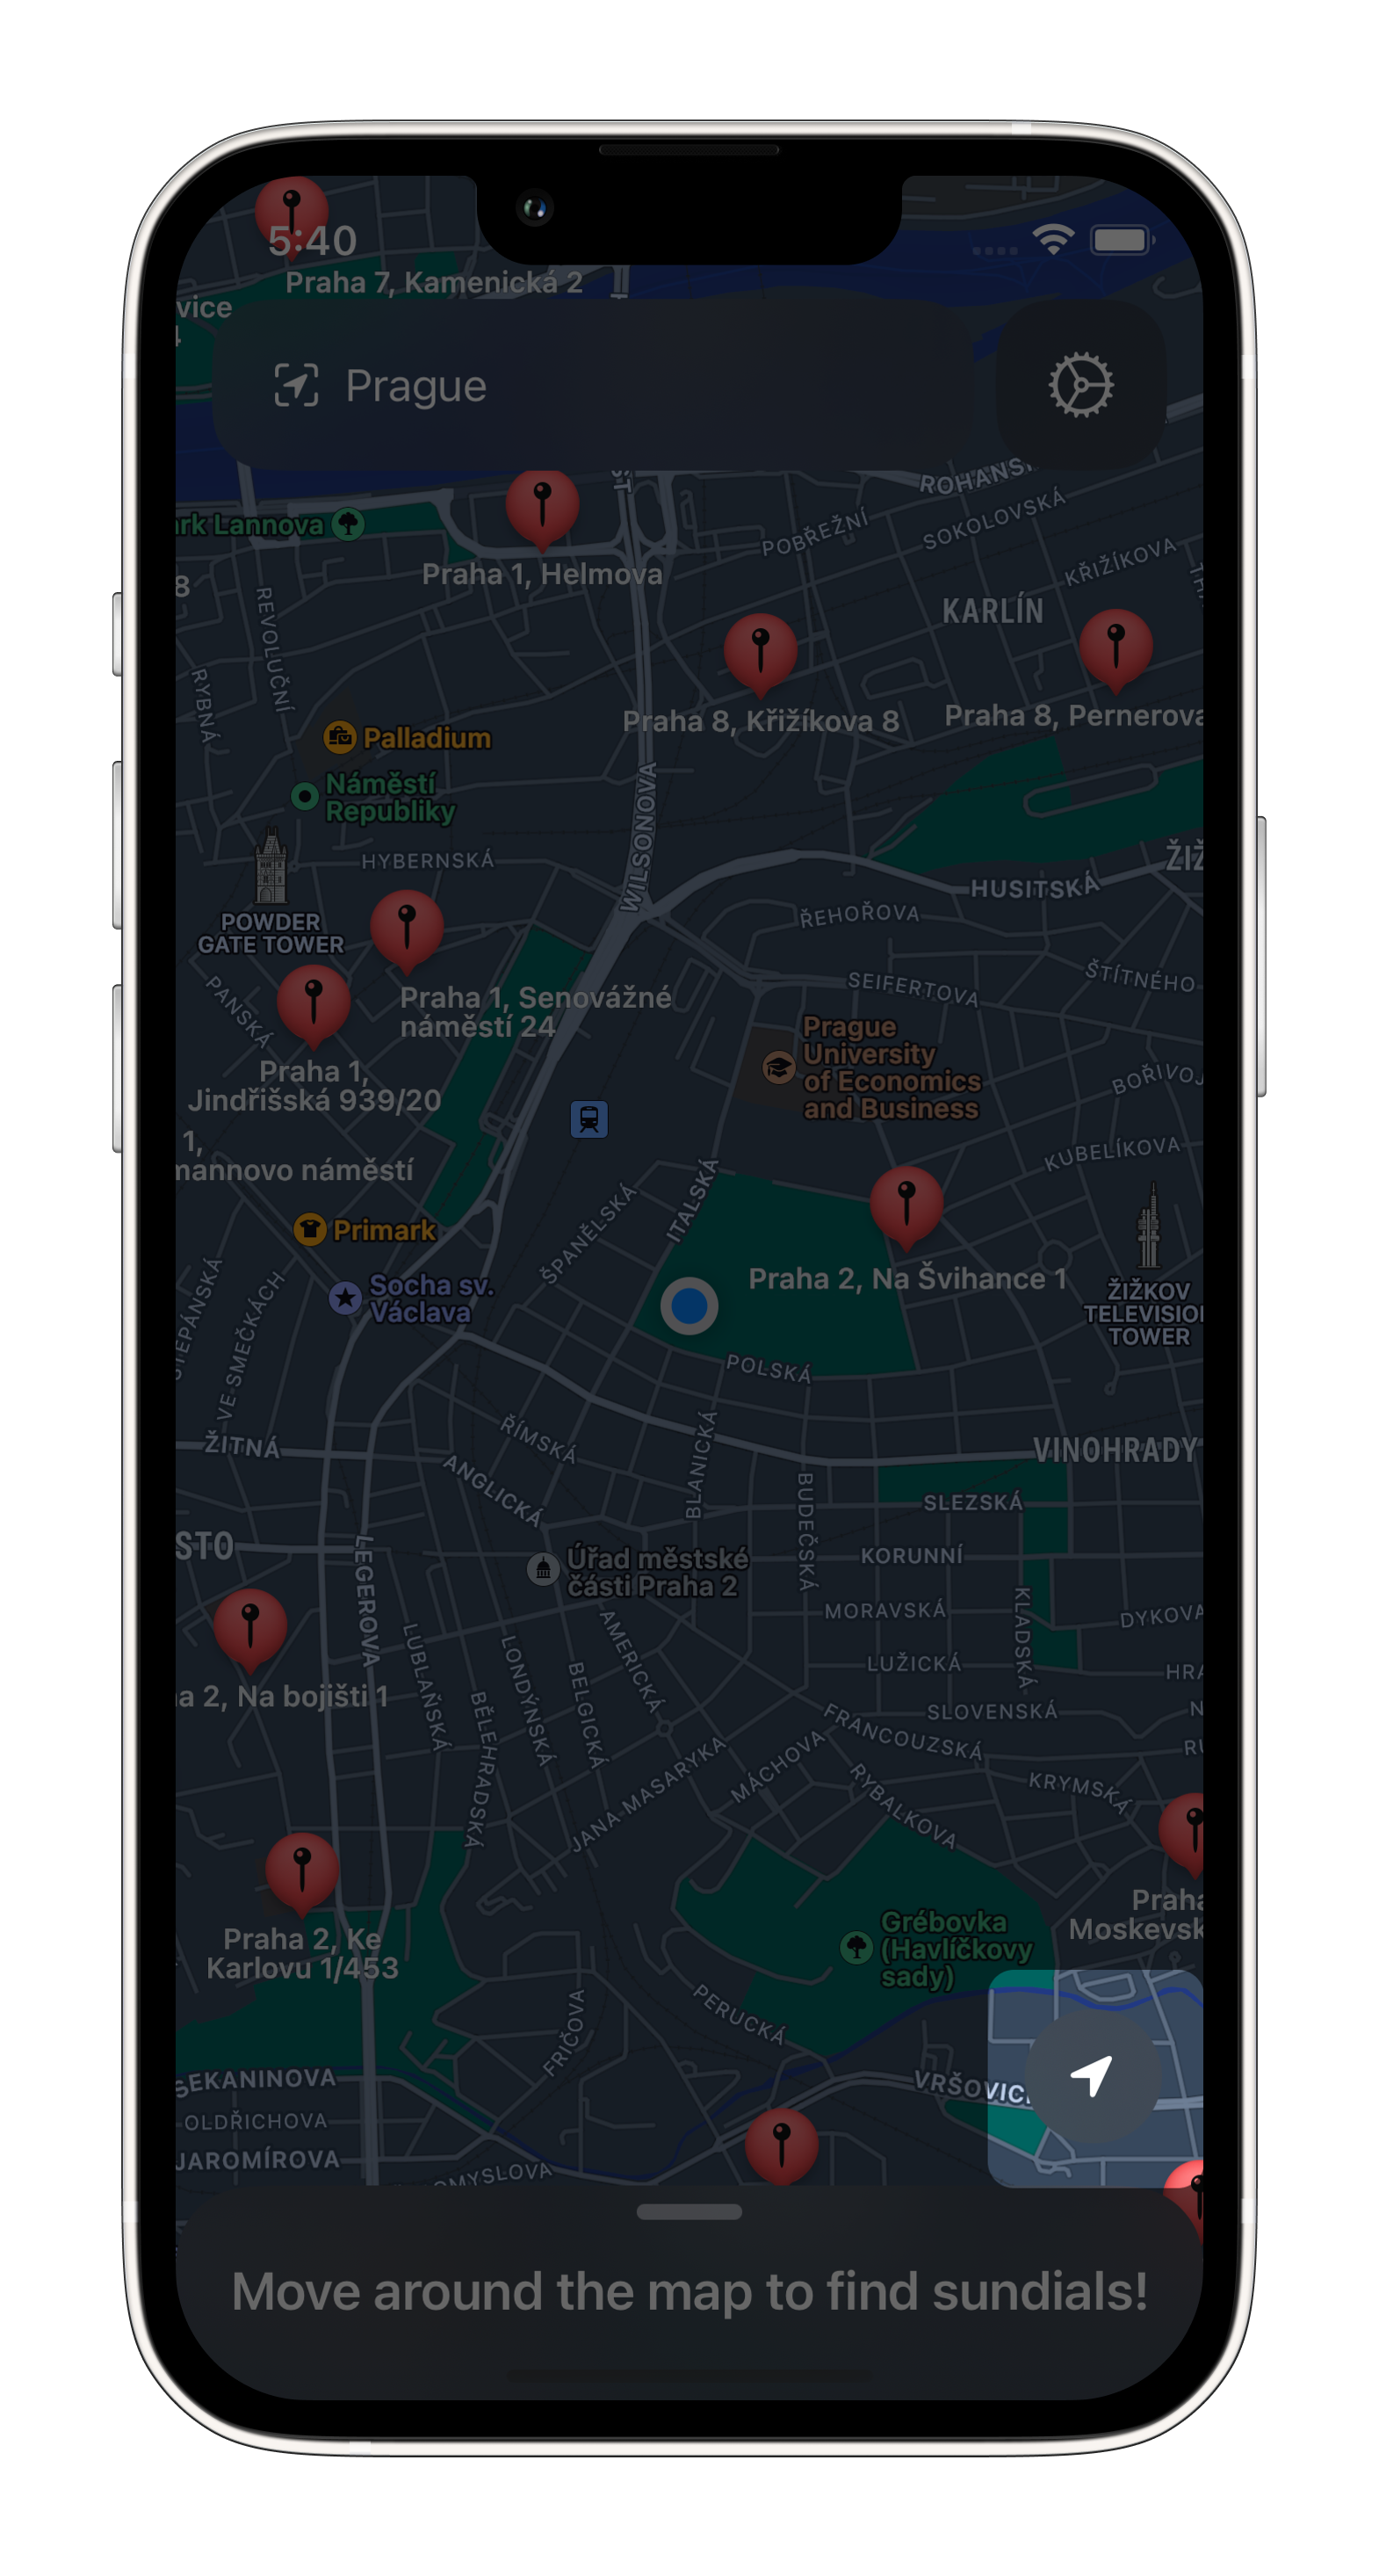 5:40
Praha 7, Kamenická 2
vice
Prague
ROHANS
SOKOLOVSKÁ
POBŘEŽNÍ
KŘIŽÍKOVA
ark Lannova
Praha 1, Helmova
8
REVOLUČNÍ
RYBNÁ
KARLÍN
Praha 8, Křižíkova 8
Praha 8, Pernerova
Palladium
Náměstí
Republiky
WILSONOVA
HYBERNSKÁ
HUSITSKÁ
ŽIŽ
ŘEHOŘOVA
POWDER
GATE TOWER
PANSKÁ
SEIFERTOVA
ŠTÍTNÉHO
Praha 1, Senovážné
náměstí 24
Prague
University
of Economics
and Business
Praha 1,
Jindřišská 939/20
BOŘIVOJ
1,
mannovo náměstí
KUBELÍKOVA
ITALSKÁ
ŠPANĚLSKÁ
Primark
Socha sv.
Václava
Praha 2, Na Švihance 1
ŽIŽKOV
TELEVISION
TOWER
ŠTĚPÁNSKÁ
VE SMEČKÁCH
POLSKÁ
ŽITNÁ
ŘÍMSKÁ
ANGLICKÁ
BLANICKÁ
BUDEČSKÁ
VINOHRADY
SLEZSKÁ
STO
LEGEROVA
Úřad městské
části Praha 2
KORUNNÍ
MORAVSKÁ
KLADSKÁ
DYKOVA
LUŽICKÁ
HRA
a 2, Na bojišti 1
LUBLAŇSKÁ
LONDÝNSKÁ
BELGICKÁ
AMERICKÁ
BĚLEHRADSKÁ
SLOVENSKÁ
FRANCOUZSKÁ
RU
JANA MASARYKA
MÁCHOVA
RYBALKOVA
KRYMSKÁ
Praha 2, Ke
Karlovu 1/453
Praha
Moskevsk
Grébovka
(Havlíčkovy
sady)
PERUCKÁ
FRIČOVA
SEKANINOVA
VRŠOVIC
OLDŘICHOVA
JAROMÍROVA
OMYSLOVA
Move around the map to find sundials!